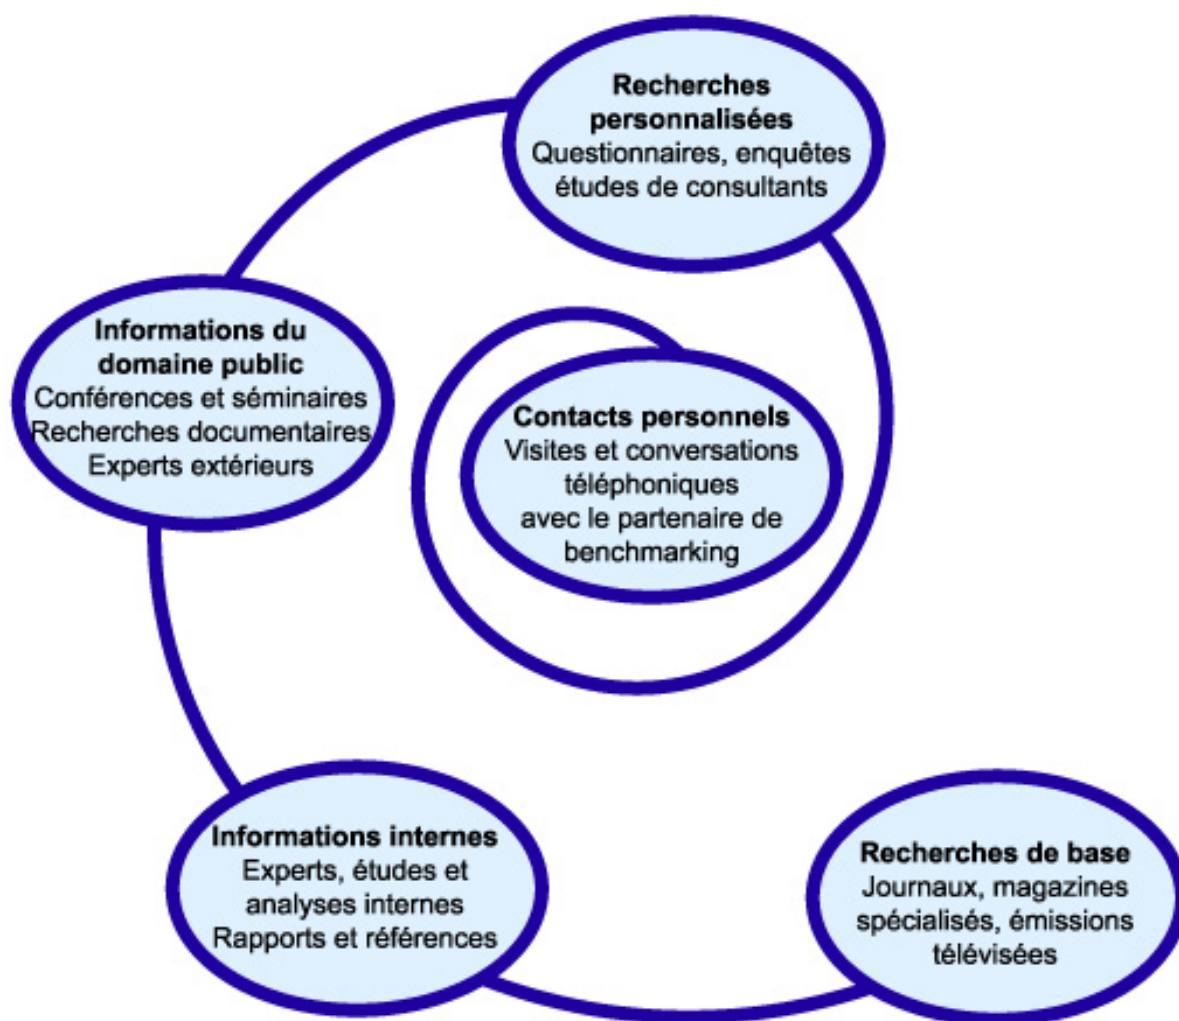 Recherches
personnalisées
Questionnaires, enquêtes
études de consultants
Informations du
domaine public
Conférences et séminaires
Recherches documentaires
Experts extérieurs
Contacts personnels
Visites et conversations
téléphoniques
avec le partenaire de
benchmarking
Informations internes
Experts, études et
analyses internes
Rapports et références
Recherches de base
Journaux, magazines
spécialisés, émissions
télévisées